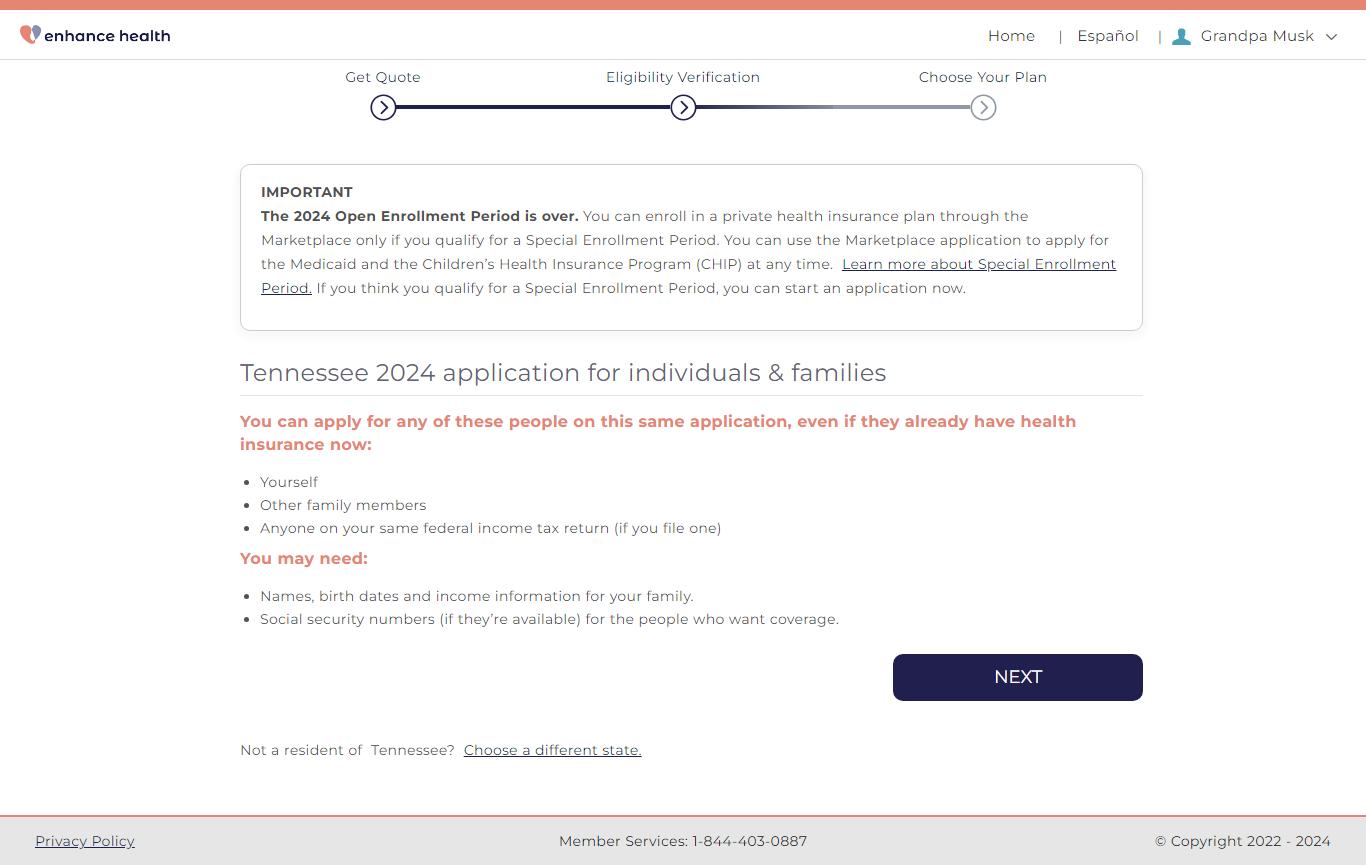 enhance health
Home | Español | Grandpa Musk
Get Quote
Eligibility Verification
Choose Your Plan
IMPORTANT
The 2024 Open Enrollment Period is over. You can enroll in a private health insurance plan through the
Marketplace only if you qualify for a Special Enrollment Period. You can use the Marketplace application to apply for
the Medicaid and the Children’s Health Insurance Program (CHIP) at any time. Learn more about Special Enrollment
Period. If you think you qualify for a Special Enrollment Period, you can start an application now.
Tennessee 2024 application for individuals & families
You can apply for any of these people on this same application, even if they already have health
insurance now:
• Yourself
• Other family members
• Anyone on your same federal income tax return (if you file one)
You may need:
• Names, birth dates and income information for your family.
• Social security numbers (if they’re available) for the people who want coverage.
NEXT
Not a resident of Tennessee? Choose a different state.
Privacy Policy
Member Services: 1-844-403-0887
© Copyright 2022 - 2024